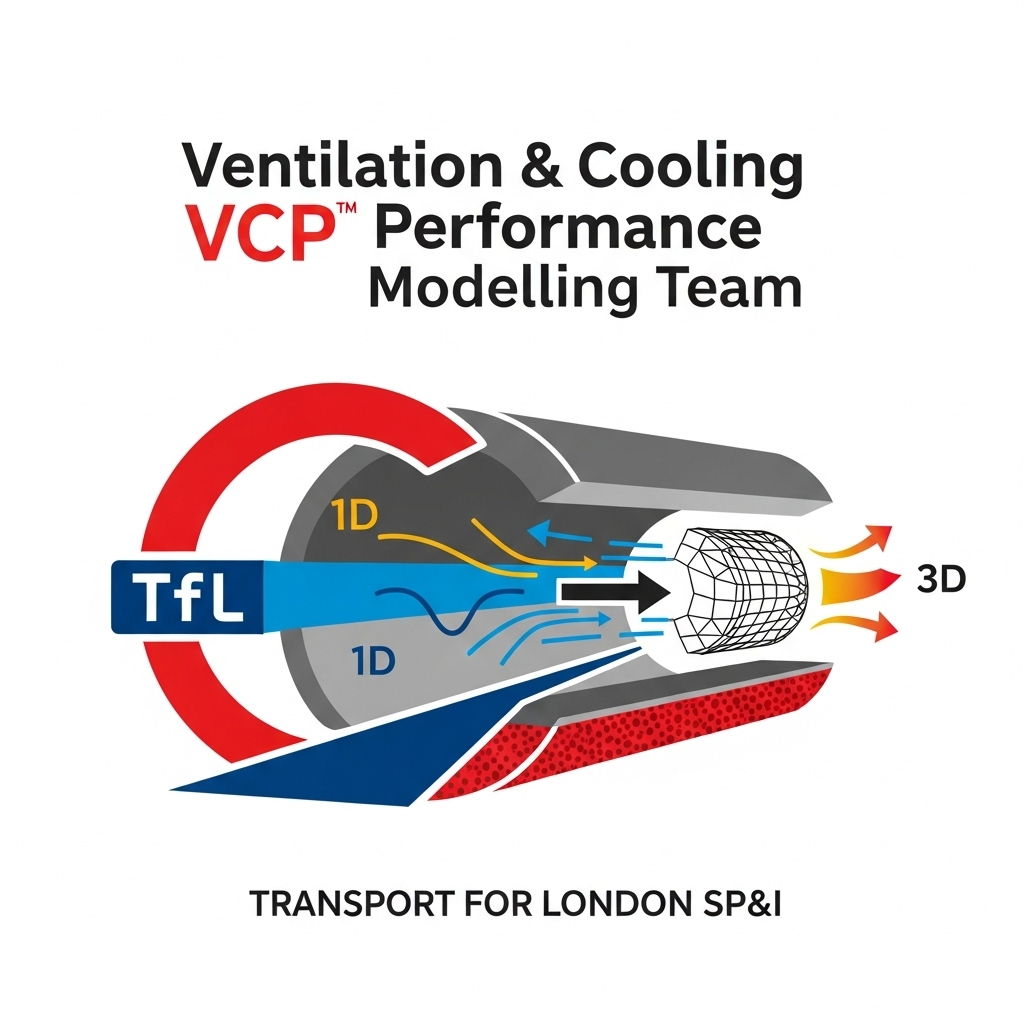 Ventilation & Cooling
VCP™ Performance
Modelling Team
1D
TfL
3D
1D
TRANSPORT FOR LONDON SP&I